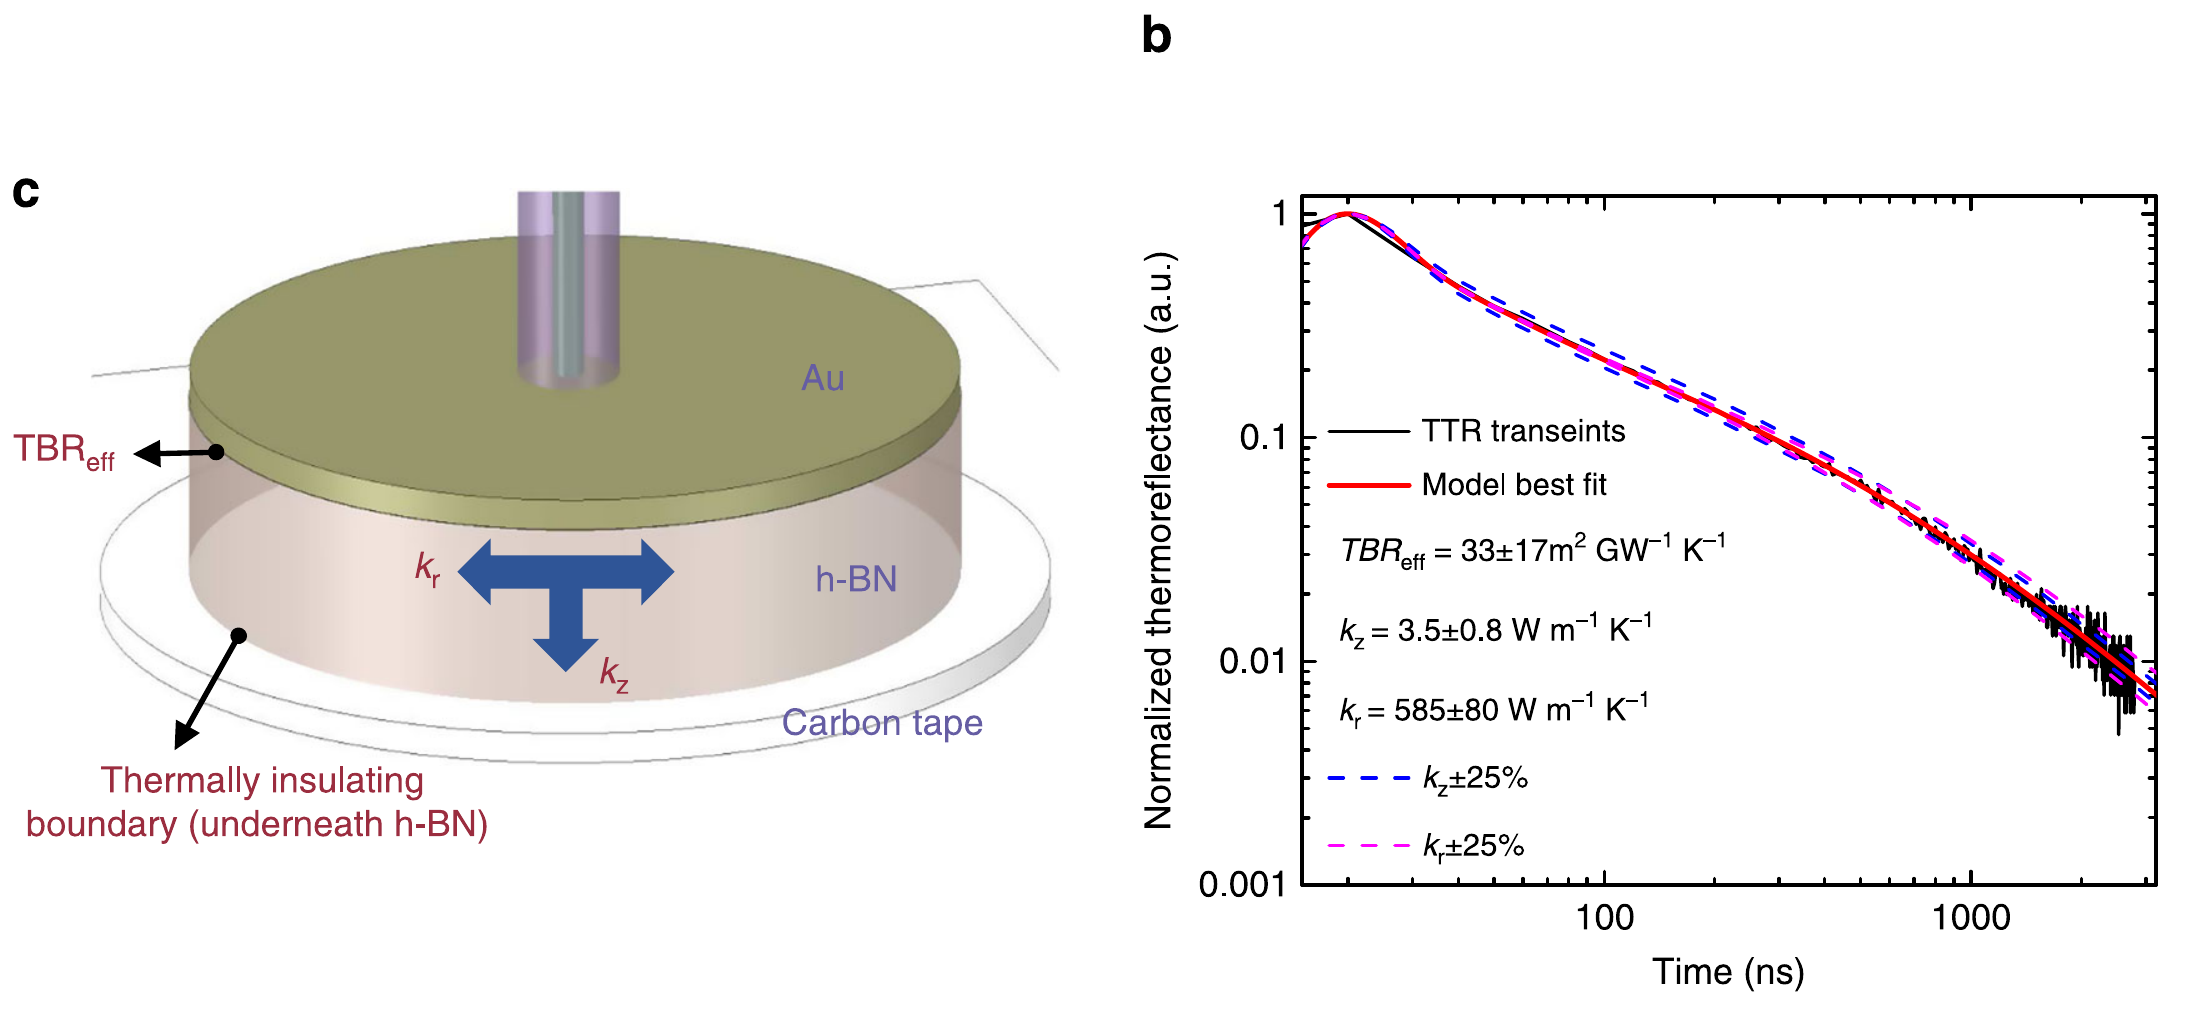 c
Au
TBReff
kr
h-BN
kz
Carbon tape
Thermally insulating
boundary (underneath h-BN)
b
Normalized thermoreflectance (a.u.)
1
0.1
0.01
0.001
TTR transeints
Model best fit
TBReff = 33±17m² GW⁻¹ K⁻¹
kz = 3.5±0.8 W m⁻¹ K⁻¹
kr = 585±80 W m⁻¹ K⁻¹
kz±25%
kr±25%
100
1000
Time (ns)